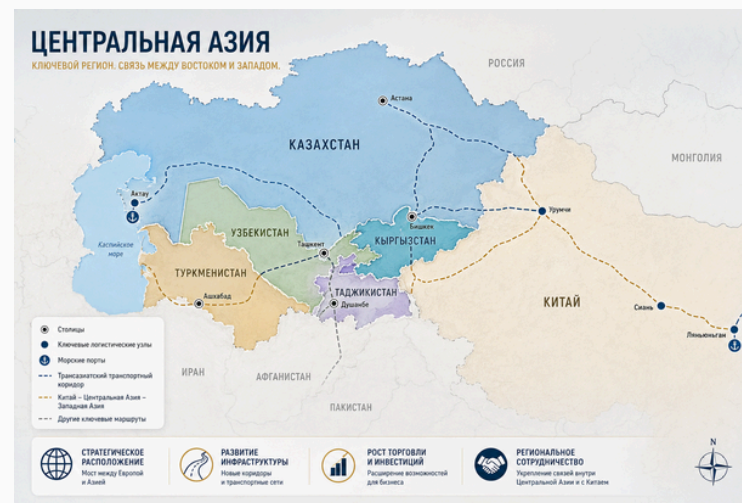 ЦЕНТРАЛЬНАЯ АЗИЯ
КЛЮЧЕВОЙ РЕГИОН. СВЯЗЬ МЕЖДУ ВОСТОКОМ И ЗАПАДОМ.
РОССИЯ
Астана
КАЗАХСТАН
МОНГОЛИЯ
Актау
Урумчи
Бишкек
УЗБЕКИСТАН
КЫРГЫЗСТАН
Каспийское
море
Ташкент
ТУРКМЕНИСТАН
ТАДЖИКИСТАН
Ашхабад
Душанбе
КИТАЙ
Сиань
Ляньюньган
Столицы
Ключевые логистические узлы
Морские порты
Трансазиатский транспортный
коридор
Китай – Центральная Азия –
Западная Азия
Другие ключевые маршруты
ИРАН
АФГАНИСТАН
ПАКИСТАН
N
СТРАТЕГИЧЕСКОЕ
РАСПОЛОЖЕНИЕ
Мост между Европой
и Азией
РАЗВИТИЕ
ИНФРАСТРУКТУРЫ
Новые коридоры
и транспортные сети
РОСТ ТОРГОВЛИ
И ИНВЕСТИЦИЙ
Расширение возможностей
для бизнеса
РЕГИОНАЛЬНОЕ
СОТРУДНИЧЕСТВО
Укрепление связей внутри
Центральной Азии и с Китаем